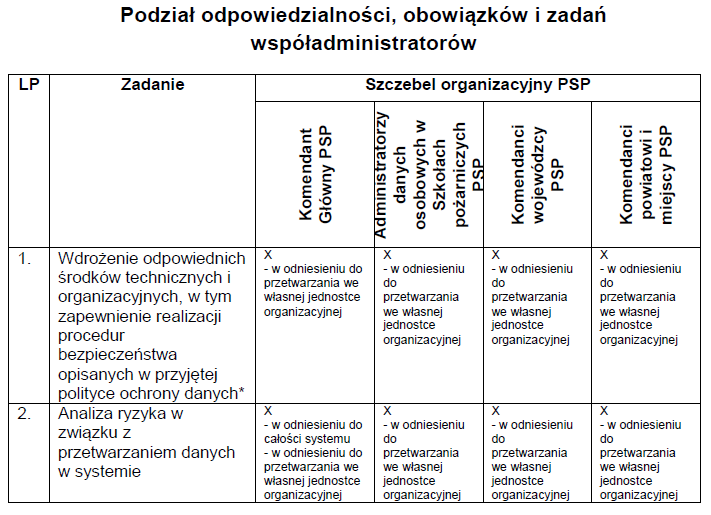 Podział odpowiedzialności, obowiązków i zadań
współadministratorów
LP
Zadanie
Szczebel organizacyjny PSP
Komendant
Główny PSP
Administratorzy
danych
osobowych w
Szkołach
pożarniczych
PSP
Komendanci
wojewódzcy
PSP
Komendanci
powiatowi i
miejscy PSP
1.
Wdrożenie odpowiednich
środków technicznych i
organizacyjnych, w tym
zapewnienie realizacji
procedur
bezpieczeństwa
opisanych w przyjętej
polityce ochrony danych*
X
- w odniesieniu do
przetwarzania we
własnej jednostce
organizacyjnej
X
- w odniesieniu
do
przetwarzania
we własnej
jednostce
organizacyjnej
X
- w odniesieniu
do
przetwarzania
we własnej
jednostce
organizacyjnej
X
- w odniesieniu
do
przetwarzania
we własnej
jednostce
organizacyjnej
2.
Analiza ryzyka w
związku z
przetwarzaniem danych
w systemie
X
- w odniesieniu do
całości systemu
- w odniesieniu do
przetwarzania we
własnej jednostce
organizacyjnej
X
- w odniesieniu
do
przetwarzania
we własnej
jednostce
organizacyjnej
X
- w odniesieniu
do
przetwarzania
we własnej
jednostce
organizacyjnej
X
- w odniesieniu
do
przetwarzania
we własnej
jednostce
organizacyjnej